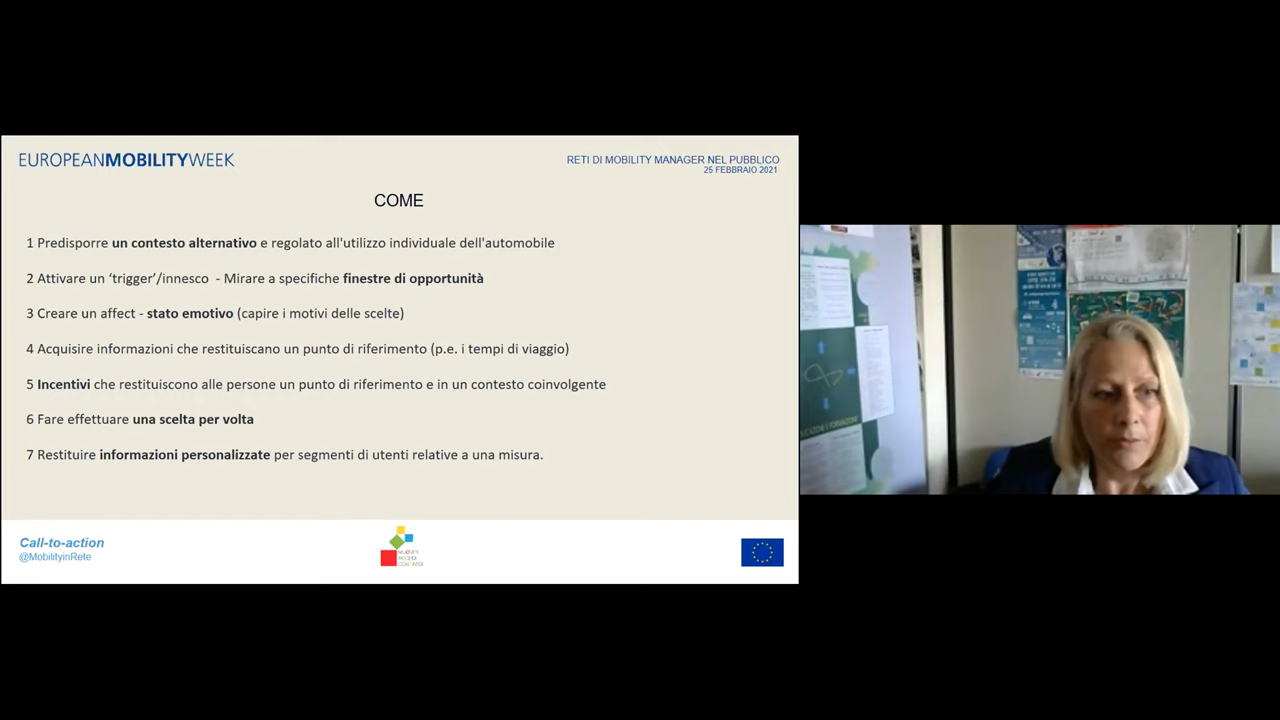 EUROPEANMOBILITYWEEK
RETI DI MOBILITY MANAGER NEL PUBBLICO
25 FEBBRAIO 2021
COME
1 Predisporre un contesto alternativo e regolato all'utilizzo individuale dell'automobile
2 Attivare un ‘trigger’/innesco - Mirare a specifiche finestre di opportunità
3 Creare un affect - stato emotivo (capire i motivi delle scelte)
4 Acquisire informazioni che restituiscano un punto di riferimento (p.e. i tempi di viaggio)
5 Incentivi che restituiscono alle persone un punto di riferimento e in un contesto coinvolgente
6 Fare effettuare una scelta per volta
7 Restituire informazioni personalizzate per segmenti di utenti relative a una misura.
Call-to-action
@MobilityinRete